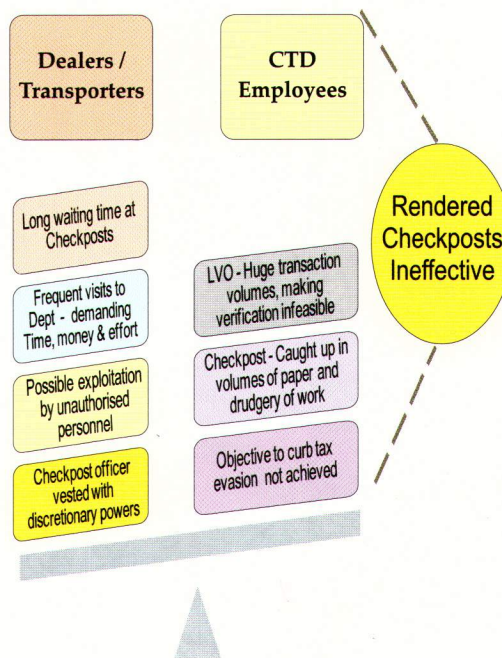 Dealers /
Transporters
CTD
Employees
Long waiting time at
Checkposts
Frequent visits to
Dept - demanding
Time, money & effort
Possible exploitation
by unauthorised
personnel
Checkpost officer
vested with
discretionary powers
LVO - Huge transaction
volumes, making
verification infeasible
Checkpost - Caught up in
volumes of paper and
drudgery of work
Objective to curb tax
evasion not achieved
Rendered
Checkposts
Ineffective